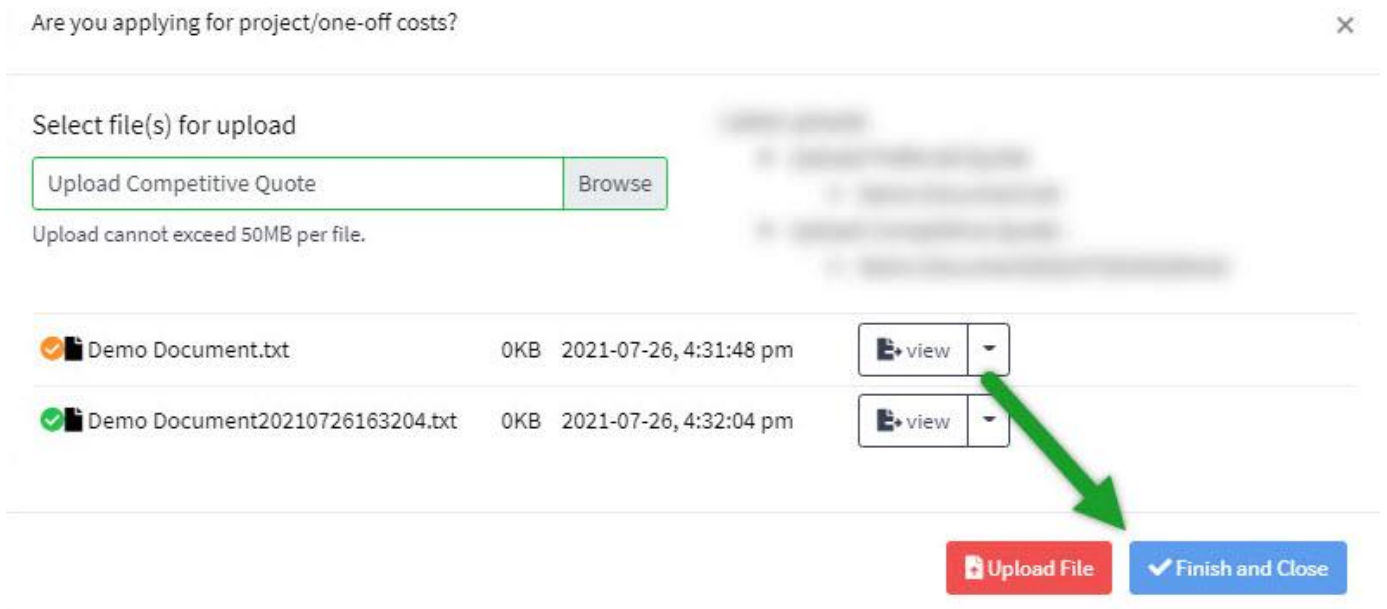 Are you applying for project/one-off costs? ×
Select file(s) for upload
Upload Competitive Quote Browse
Upload cannot exceed 50MB per file.
Demo Document.txt 0KB 2021-07-26, 4:31:48 pm view
Demo Document20210726163204.txt 0KB 2021-07-26, 4:32:04 pm view
Upload File Finish and Close